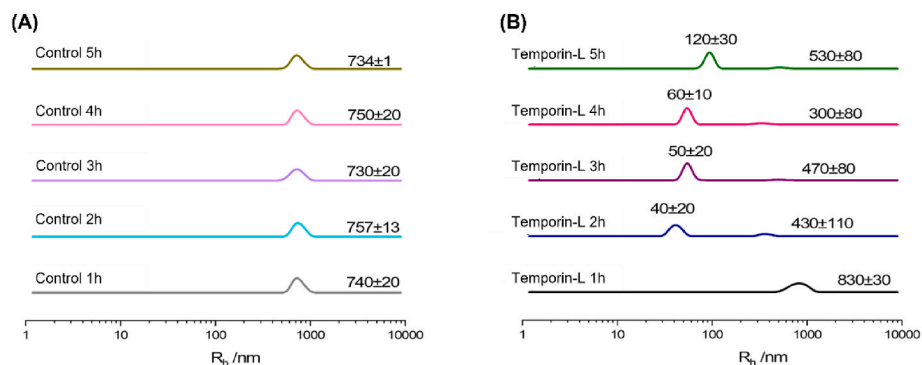 (A)
Control 5h
734±1
Control 4h
750±20
Control 3h
730±20
Control 2h
757±13
Control 1h
740±20
1 10 100 1000 10000
Rh /nm
(B)
120±30
Temporin-L 5h
530±80
60±10
Temporin-L 4h
300±80
50±20
Temporin-L 3h
470±80
40±20
Temporin-L 2h
430±110
Temporin-L 1h
830±30
1 10 100 1000 10000
Rh /nm